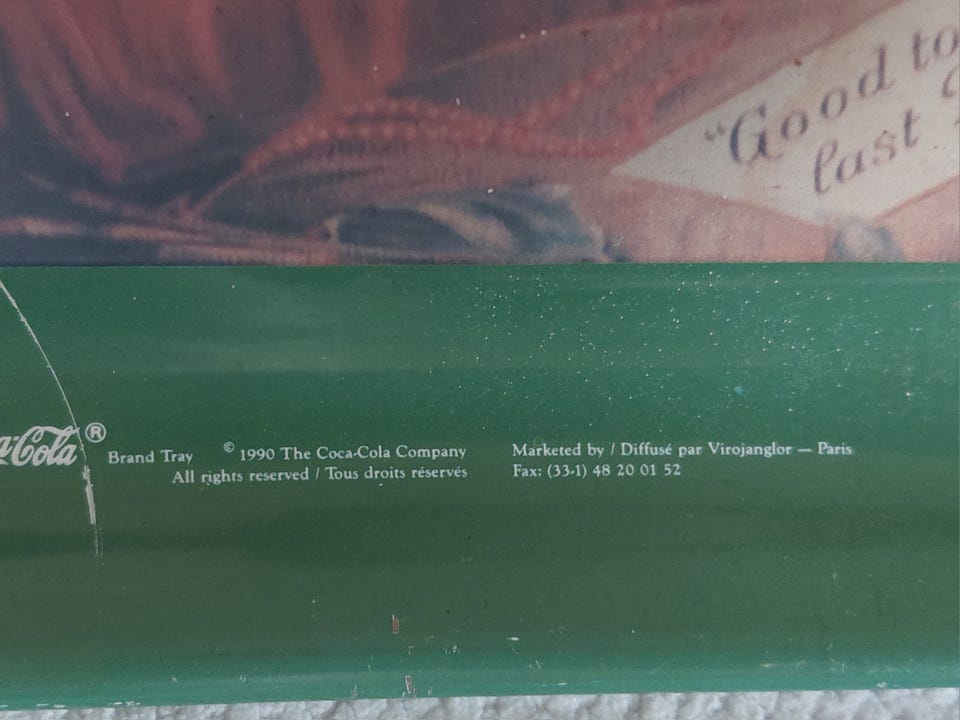 "Good to
last
Coca-Cola® Brand Tray © 1990 The Coca-Cola Company
All rights reserved / Tous droits réservés
Marketed by / Diffusé par Virojanglor — Paris
Fax: (33-1) 48 20 01 52